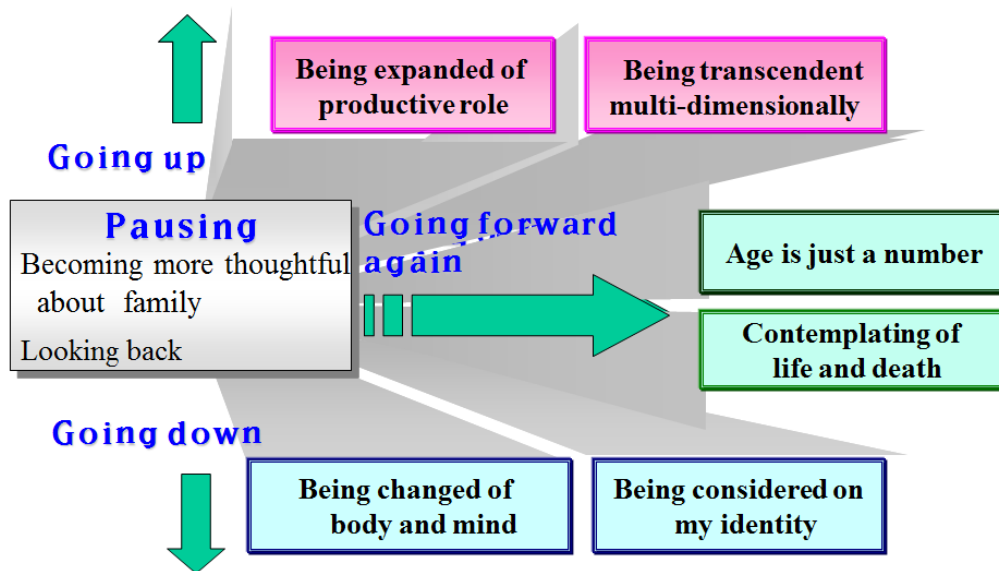 Being expanded of
productive role
Being transcendent
multi-dimensionally
Going up
Pausing
Becoming more thoughtful
about family
Looking back
Going forward
again
Age is just a number
Contemplating of
life and death
Going down
Being changed of
body and mind
Being considered on
my identity